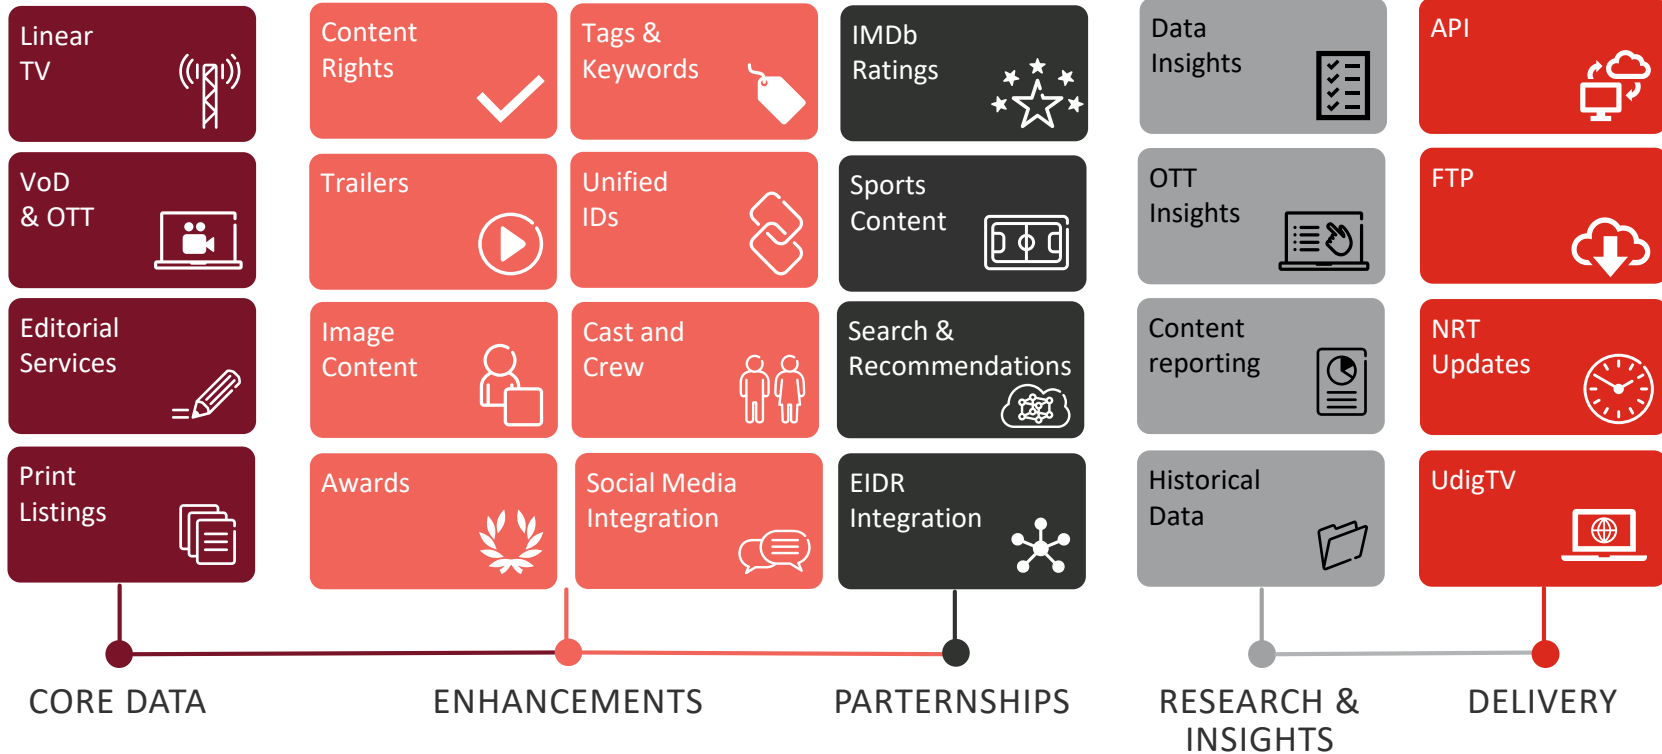 Linear
TV
VoD
& OTT
Editorial
Services
Print
Listings
Content
Rights
Tags &
Keywords
Trailers
Unified
IDs
Image
Content
Cast and
Crew
Awards
Social Media
Integration
IMDb
Ratings
Sports
Content
Search &
Recommendations
EIDR
Integration
Data
Insights
OTT
Insights
Content
reporting
Historical
Data
API
FTP
NRT
Updates
UdigTV
CORE DATA
ENHANCEMENTS
PARTERNSHIPS
RESEARCH &
INSIGHTS
DELIVERY